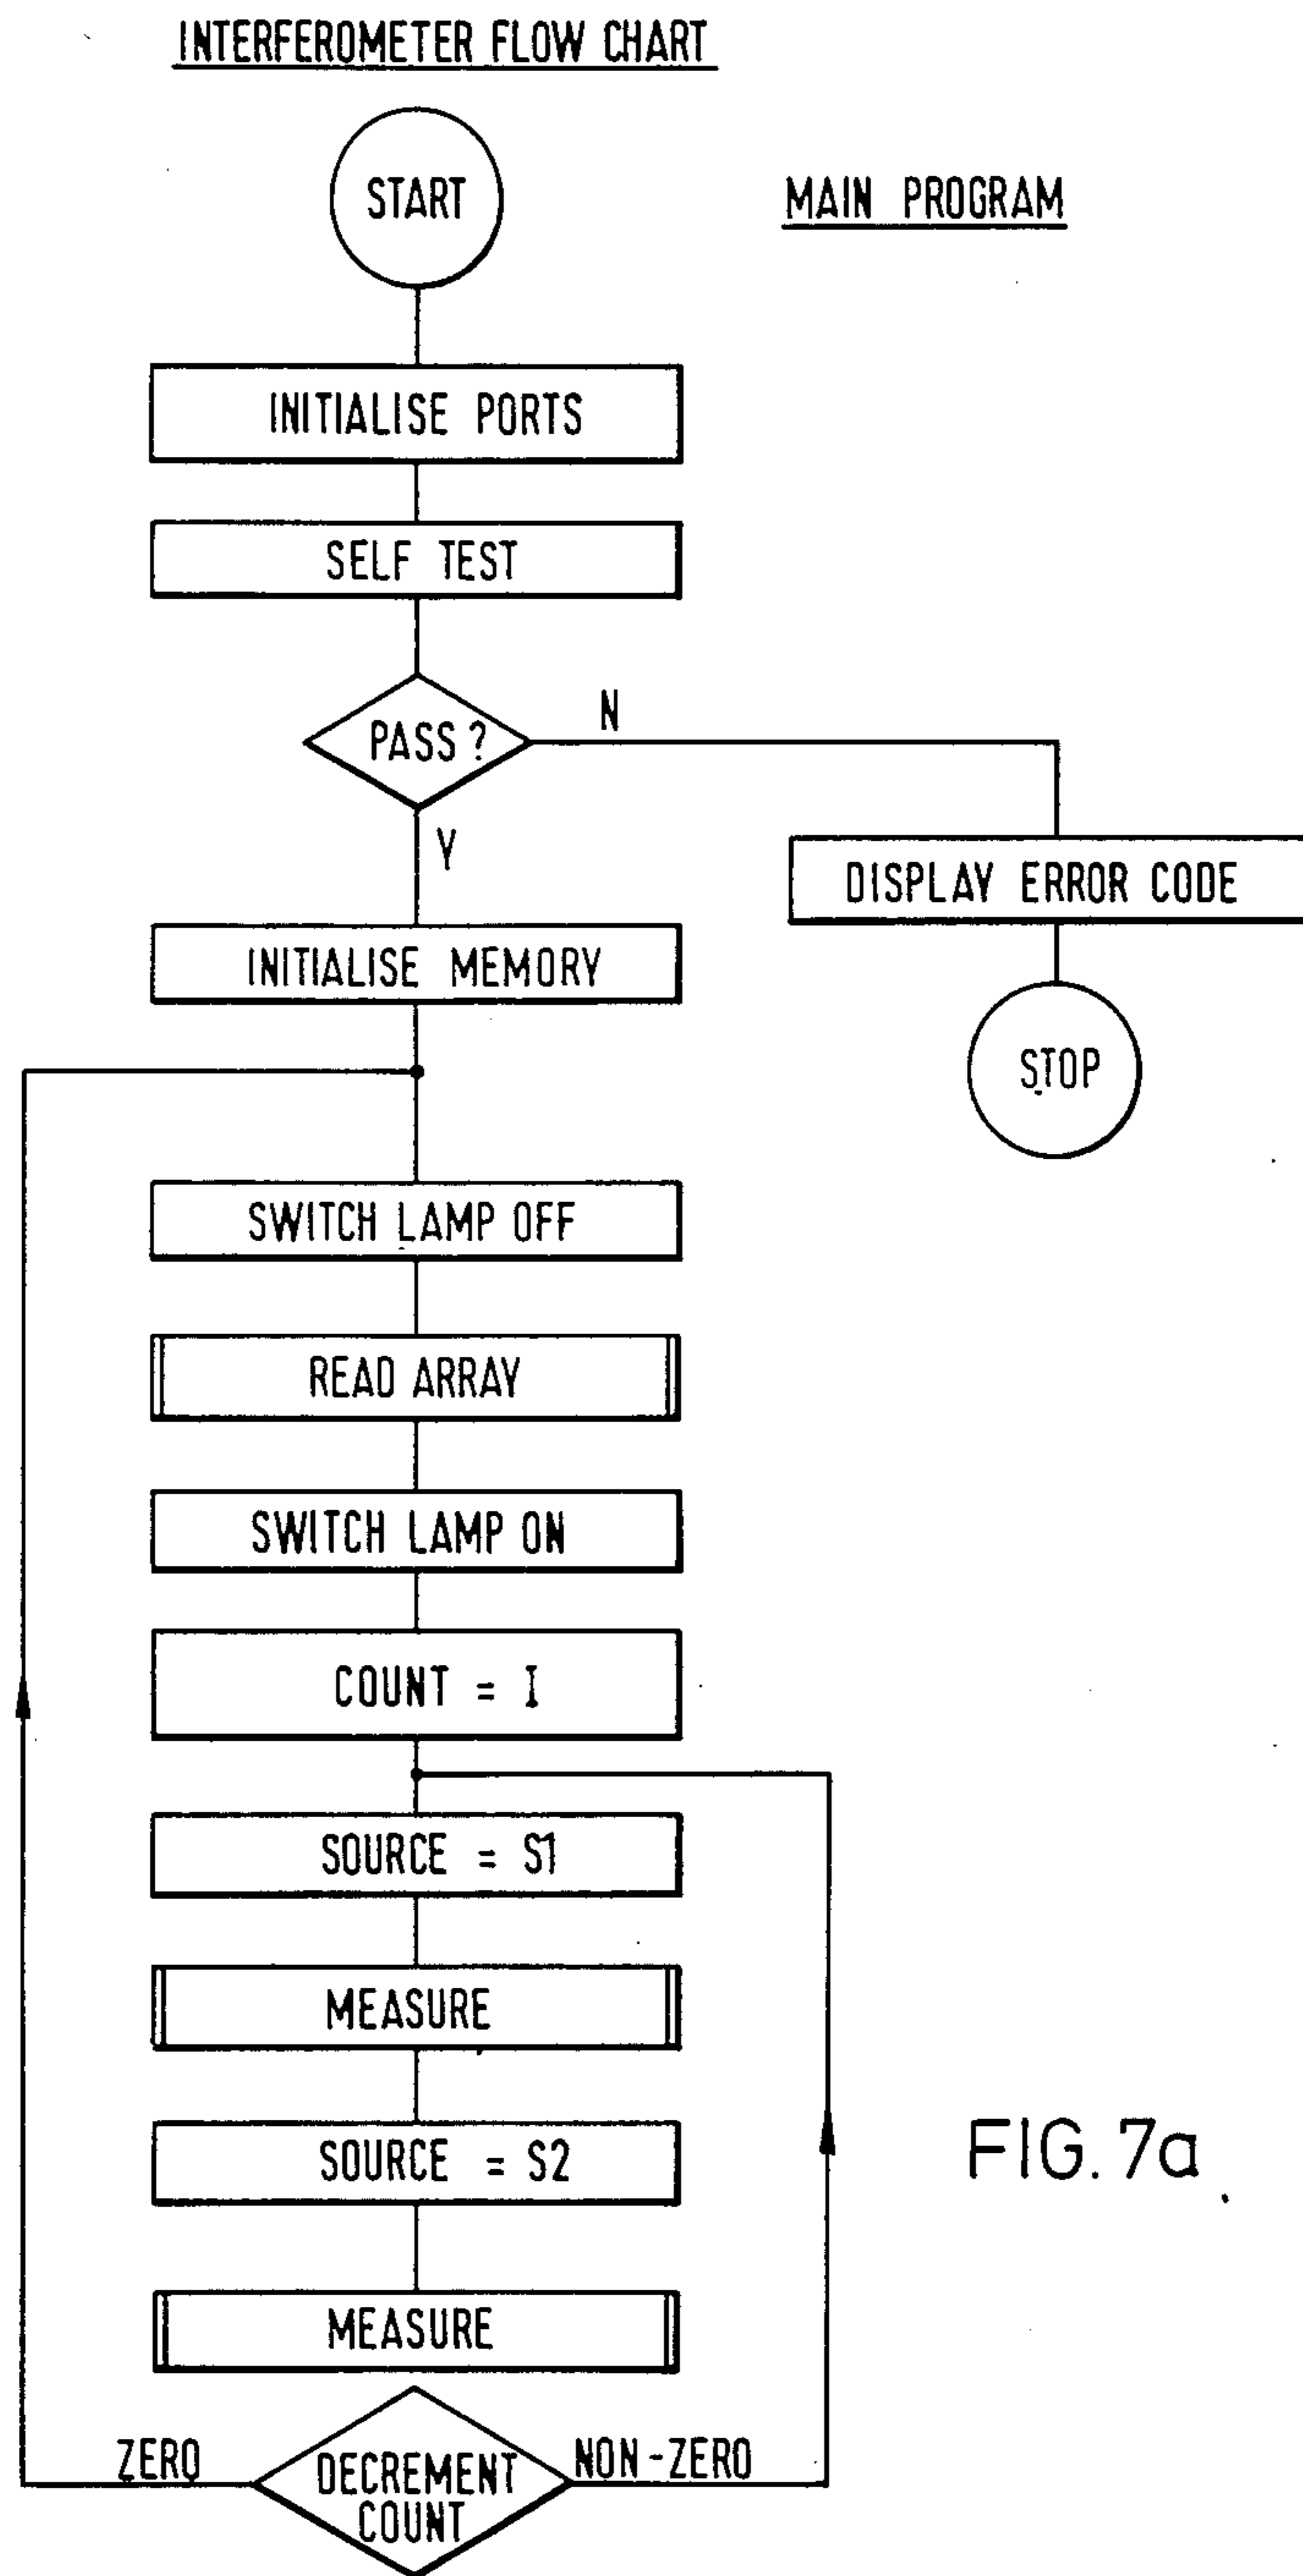 INTERFEROMETER FLOW CHART
START
MAIN PROGRAM
INITIALISE PORTS
SELF TEST
PASS ?
N
Y
DISPLAY ERROR CODE
INITIALISE MEMORY
STOP
SWITCH LAMP OFF
READ ARRAY
SWITCH LAMP ON
COUNT = I
SOURCE = S1
MEASURE
SOURCE = S2
MEASURE
ZERO
NON-ZERO
DECREMENT
COUNT
FIG. 7a